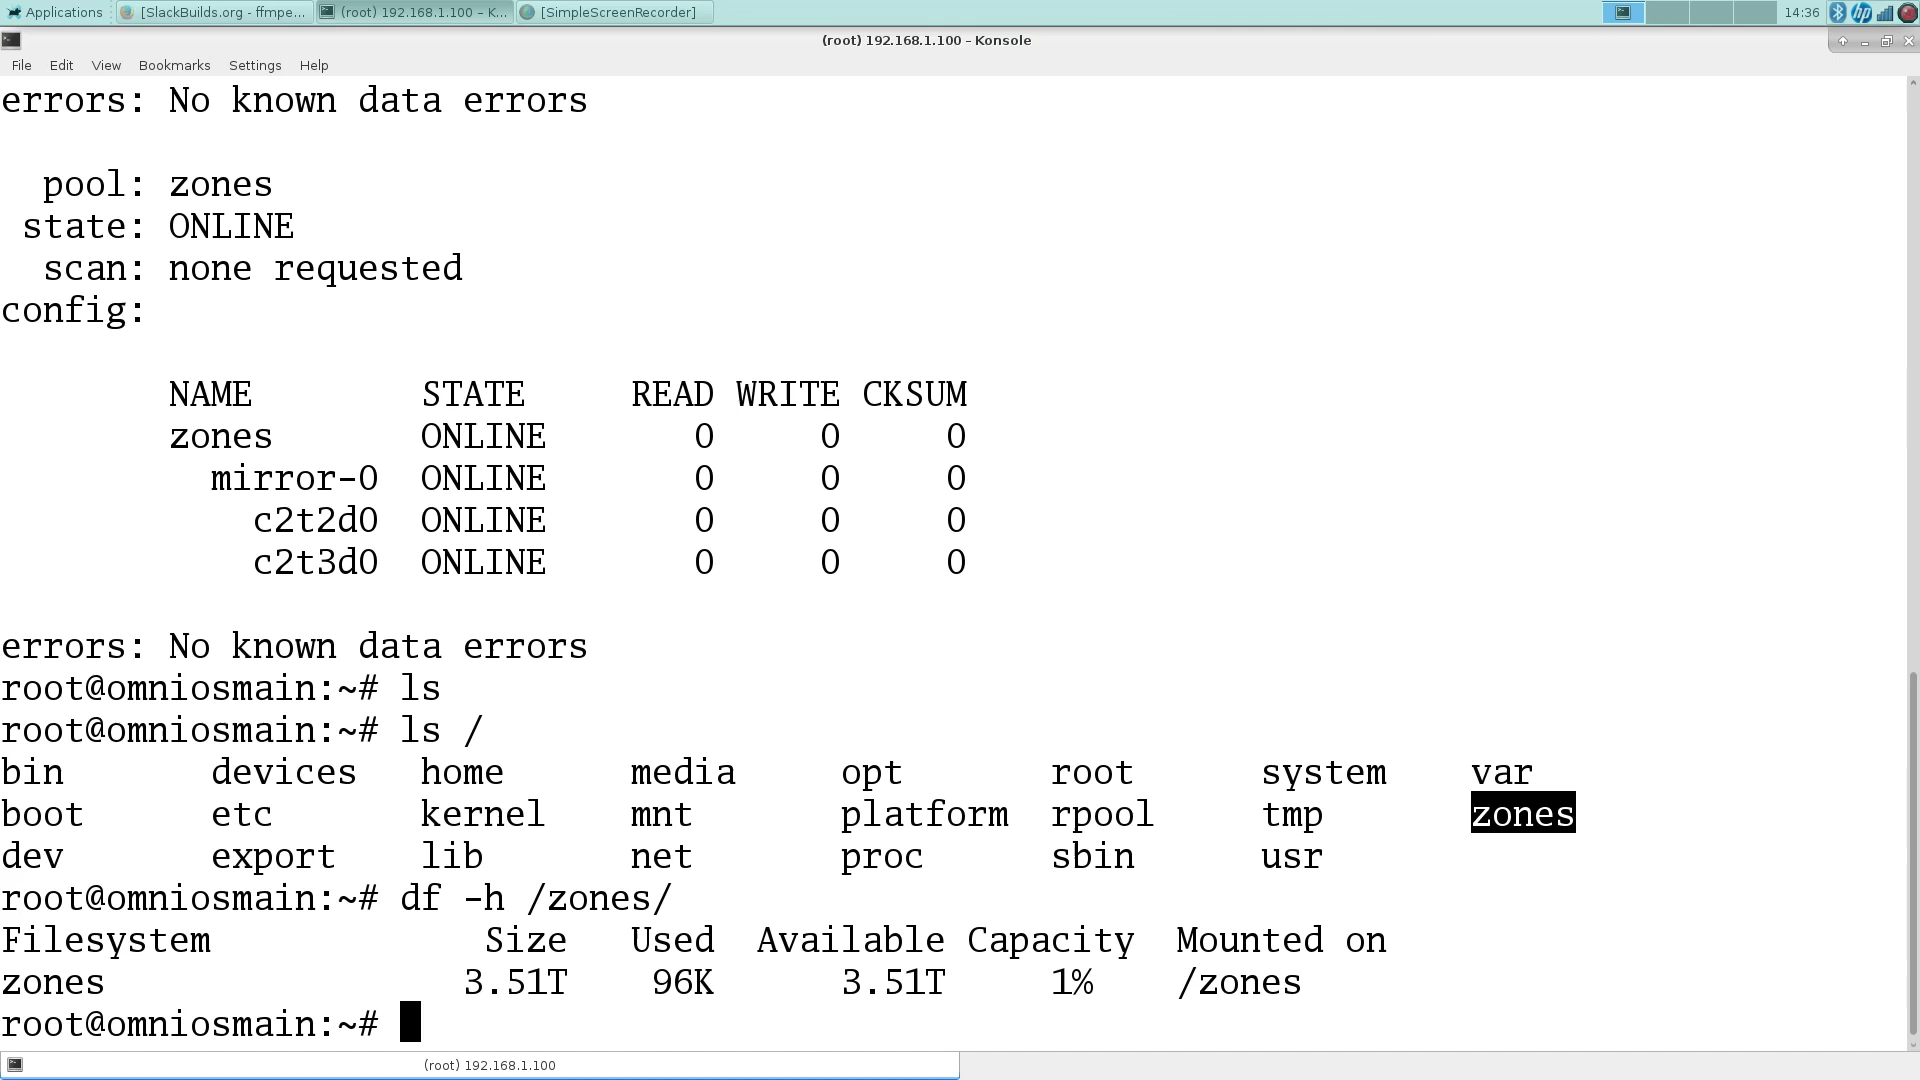 Applications [SlackBuilds.org - ffmpe... (root) 192.168.1.100 – K... [SimpleScreenRecorder] 14:36
(root) 192.168.1.100 – Konsole
File Edit View Bookmarks Settings Help
errors: No known data errors
pool: zones
state: ONLINE
scan: none requested
config:
NAME STATE READ WRITE CKSUM
zones ONLINE 0 0 0
mirror-0 ONLINE 0 0 0
c2t2d0 ONLINE 0 0 0
c2t3d0 ONLINE 0 0 0
errors: No known data errors
root@omniosmain:~# ls
root@omniosmain:~# ls /
bin devices home media opt root system var
boot etc kernel mnt platform rpool tmp zones
dev export lib net proc sbin usr
root@omniosmain:~# df -h /zones/
Filesystem Size Used Available Capacity Mounted on
zones 3.51T 96K 3.51T 1% /zones
root@omniosmain:~#
(root) 192.168.1.100